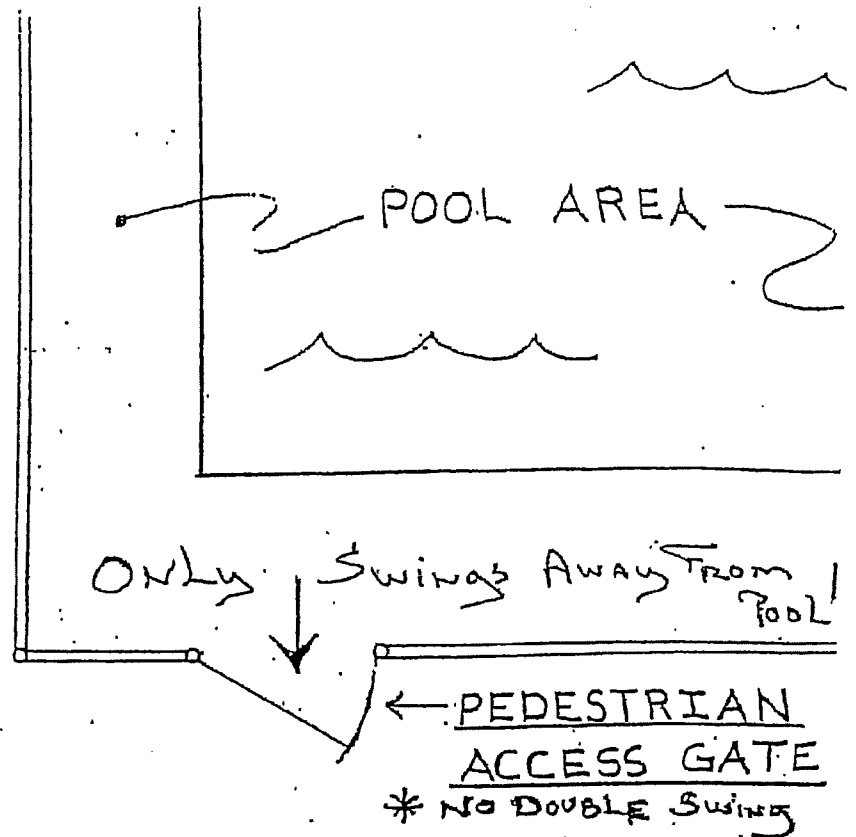 POOL AREA
ONLY SWINGS AWAY FROM
POOL!
PEDESTRIAN
ACCESS GATE
* NO DOUBLE SWING